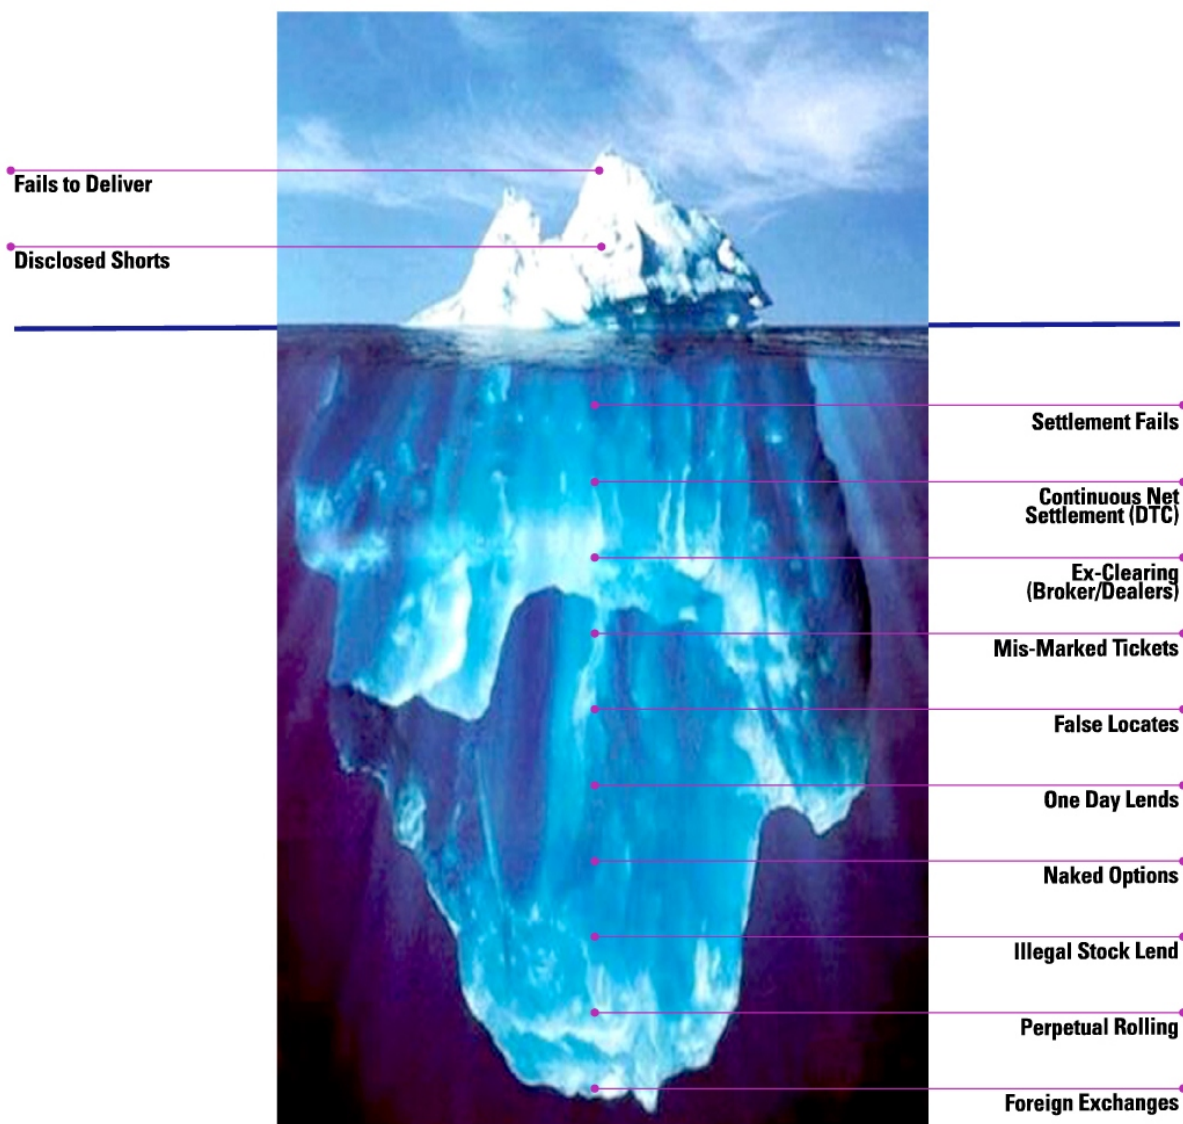 Fails to Deliver
Disclosed Shorts
Settlement Fails
Continuous Net
Settlement (DTC)
Ex-Clearing
(Broker/Dealers)
Mis-Marked Tickets
False Locates
One Day Lends
Naked Options
Illegal Stock Lend
Perpetual Rolling
Foreign Exchanges